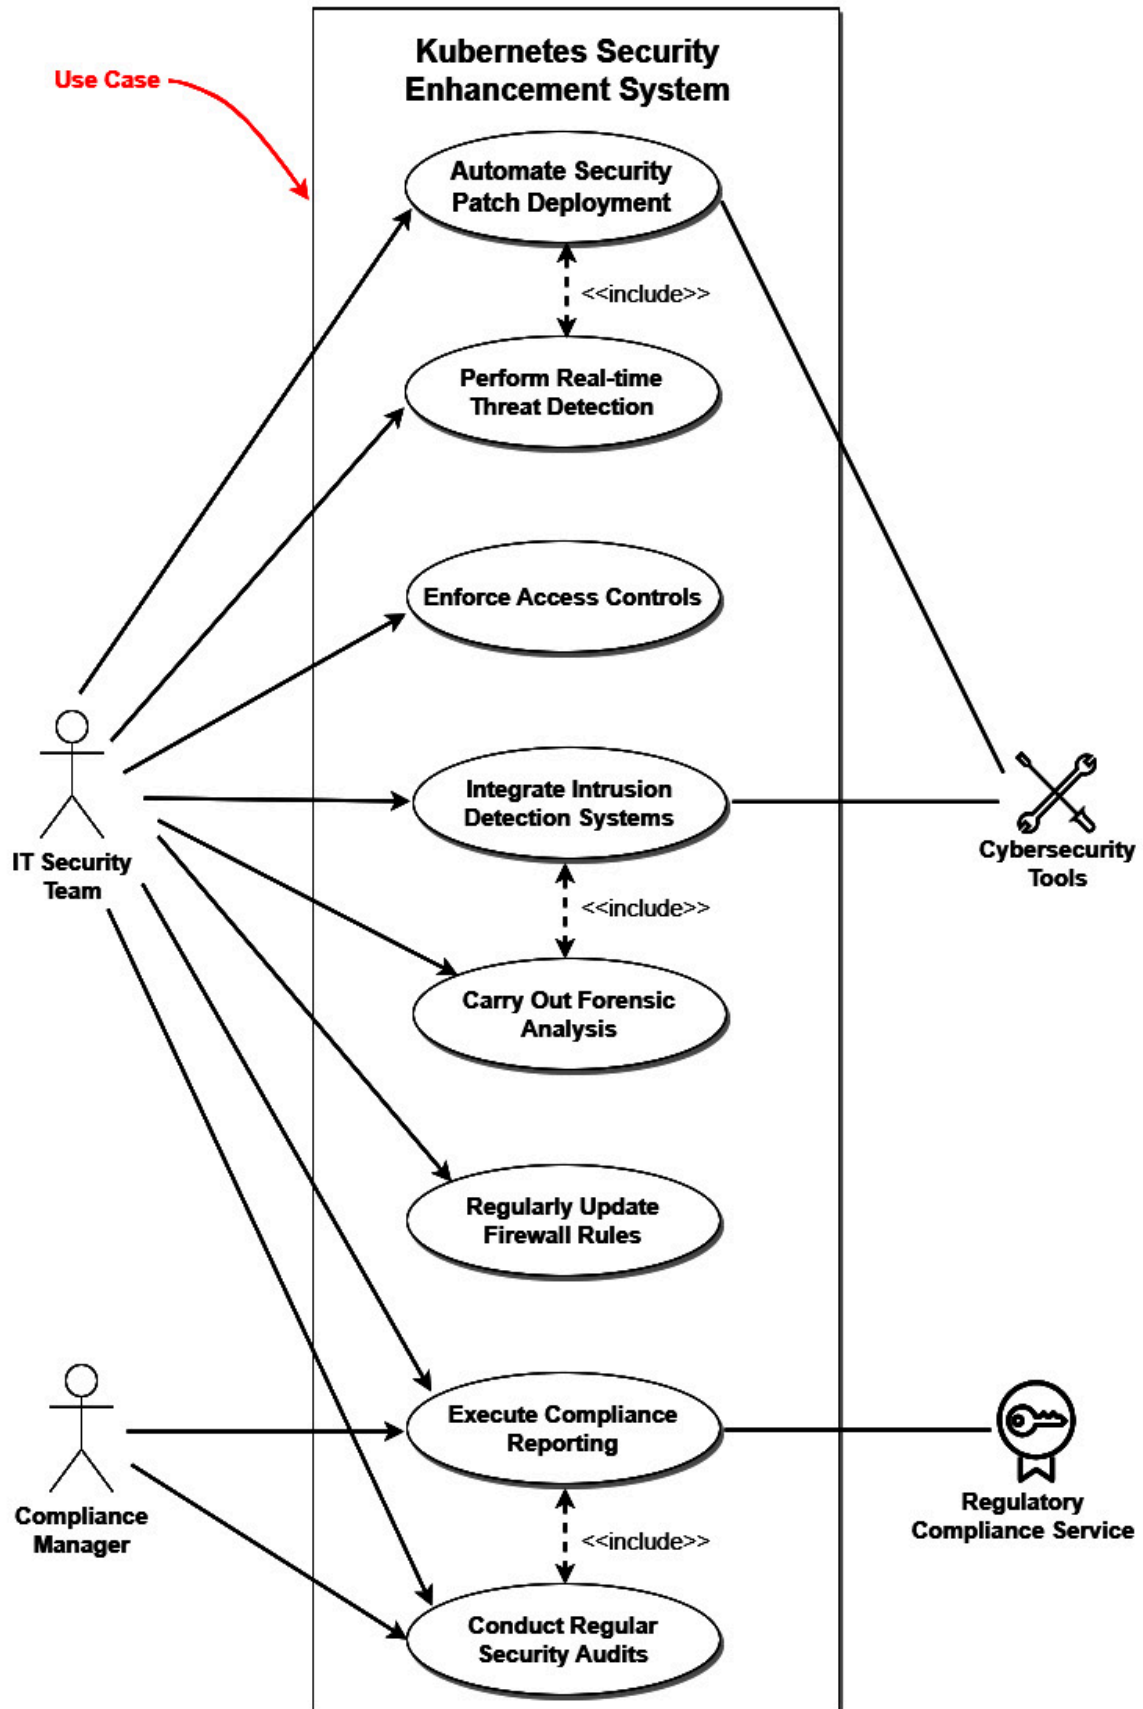 Kubernetes Security
Enhancement System
Use Case
Automate Security
Patch Deployment
<<include>>
Perform Real-time
Threat Detection
Enforce Access Controls
Integrate Intrusion
Detection Systems
IT Security
Team
Cybersecurity
Tools
<<include>>
Carry Out Forensic
Analysis
Regularly Update
Firewall Rules
Execute Compliance
Reporting
Compliance
Manager
Regulatory
Compliance Service
<<include>>
Conduct Regular
Security Audits